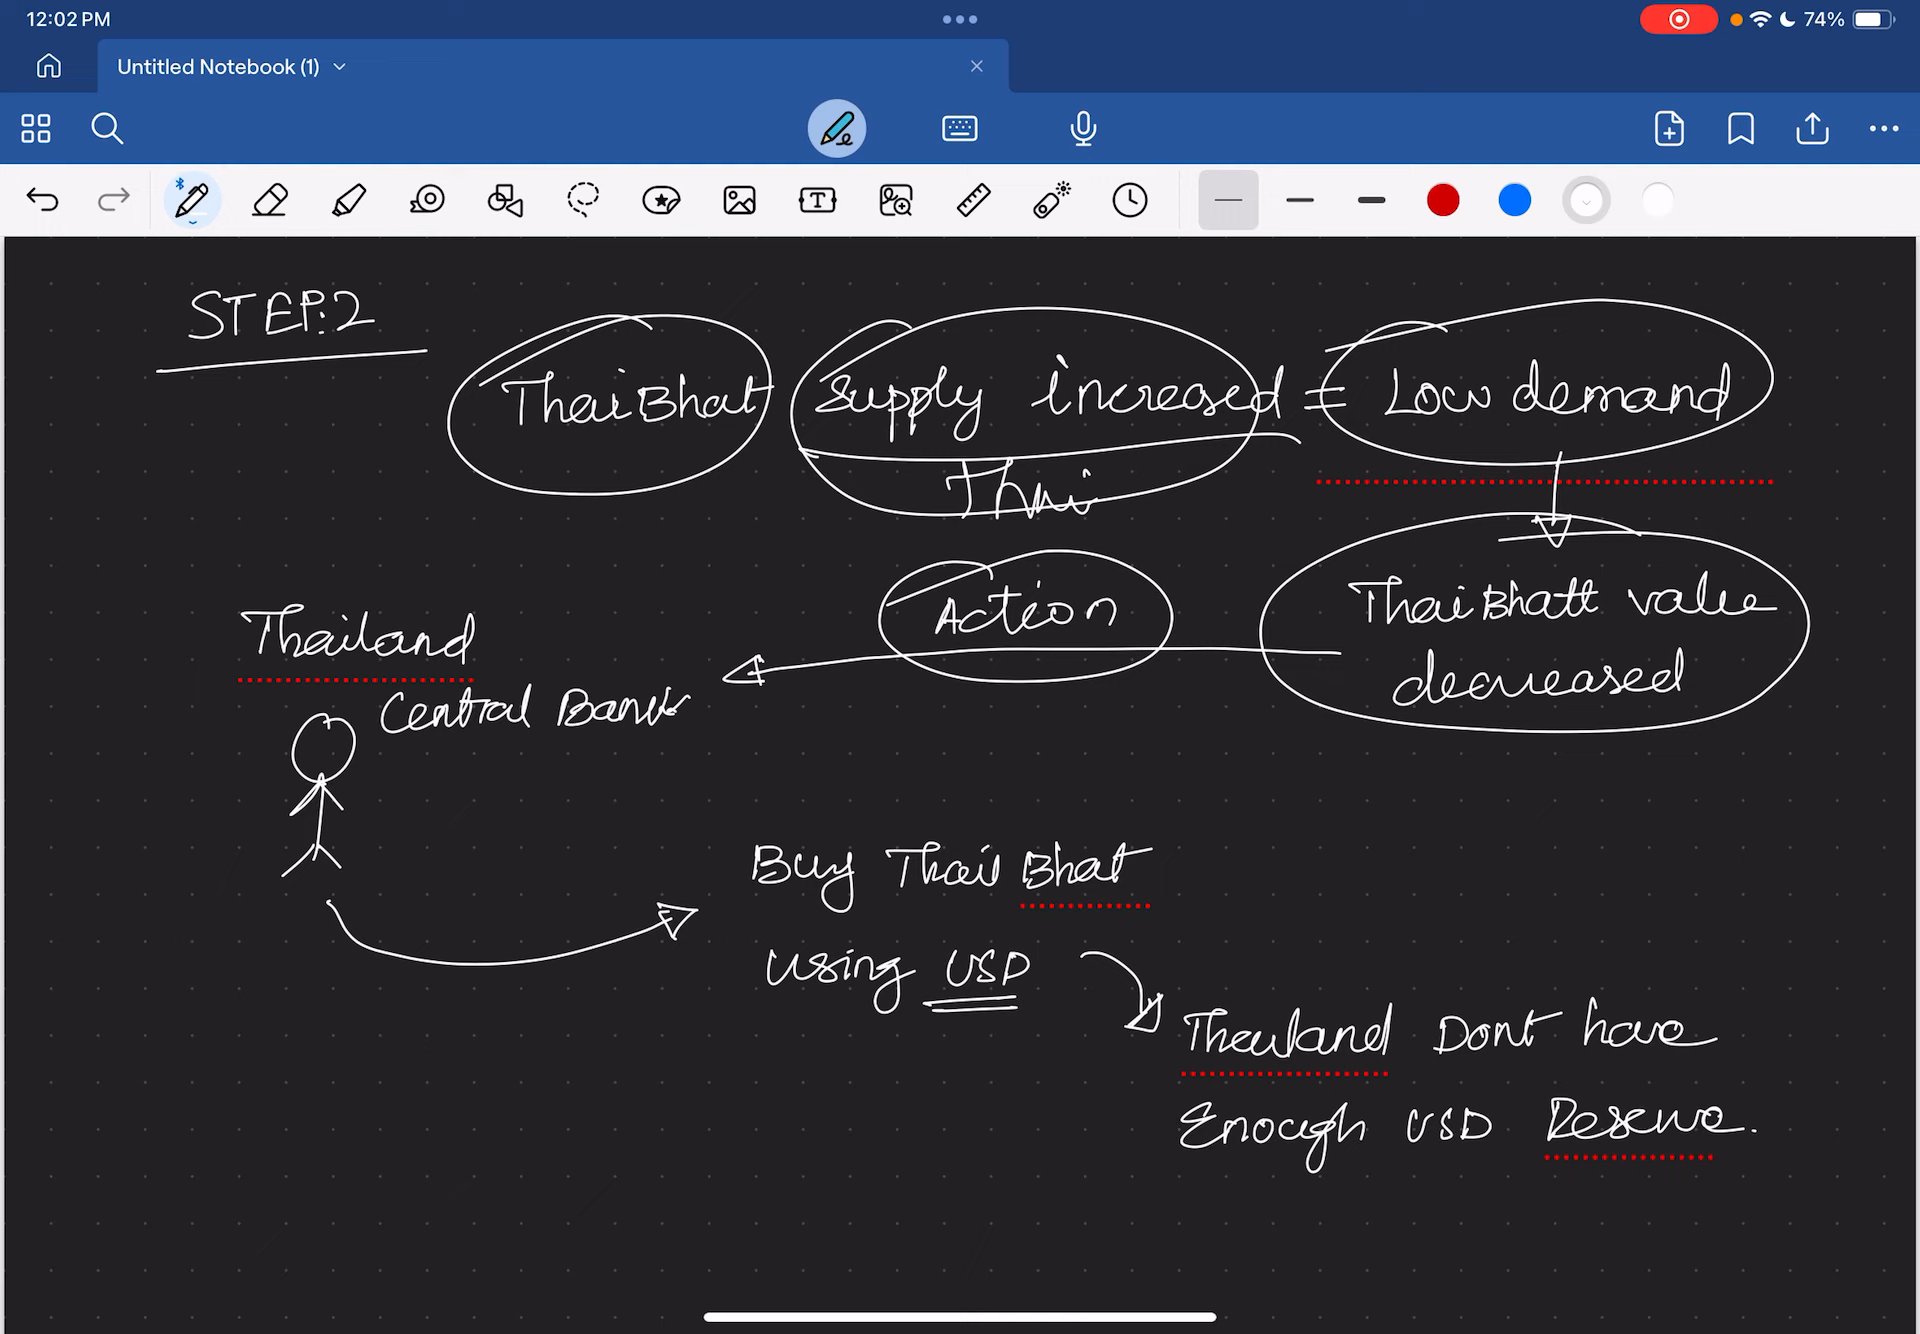 12:02 PM
74%
Untitled Notebook (1)
STEP:2
Thai Bhat Supply increased = Low demand
Thai
Action
Thai Bhatt value
decreased
Thailand
Central Bank
Buy Thai Bhat
Using USD
Thailand Dont have
Enough USD Reserve.